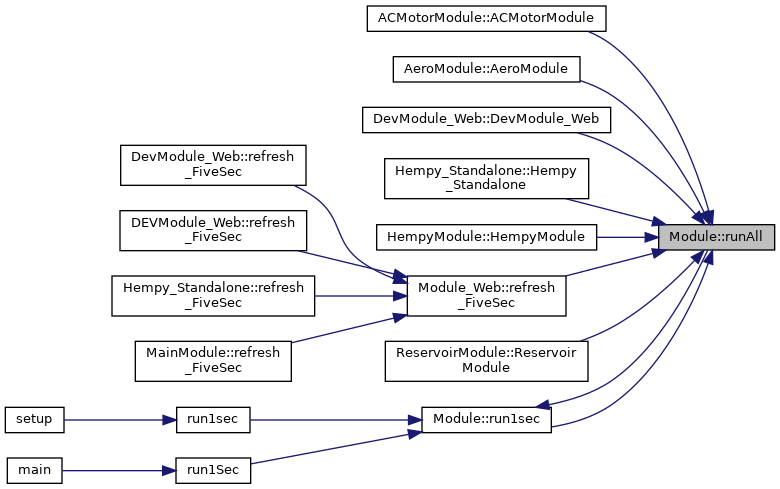 ACMotorModule::ACMotorModule
AeroModule::AeroModule
DevModule_Web::DevModule_Web
DevModule_Web::refresh
_FiveSec
Hempy_Standalone::Hempy
_Standalone
DEVModule_Web::refresh
_FiveSec
HempyModule::HempyModule
Module::runAll
Hempy_Standalone::refresh
_FiveSec
Module_Web::refresh
_FiveSec
MainModule::refresh
_FiveSec
ReservoirModule::Reservoir
Module
setup
run1sec
Module::run1sec
main
run1Sec